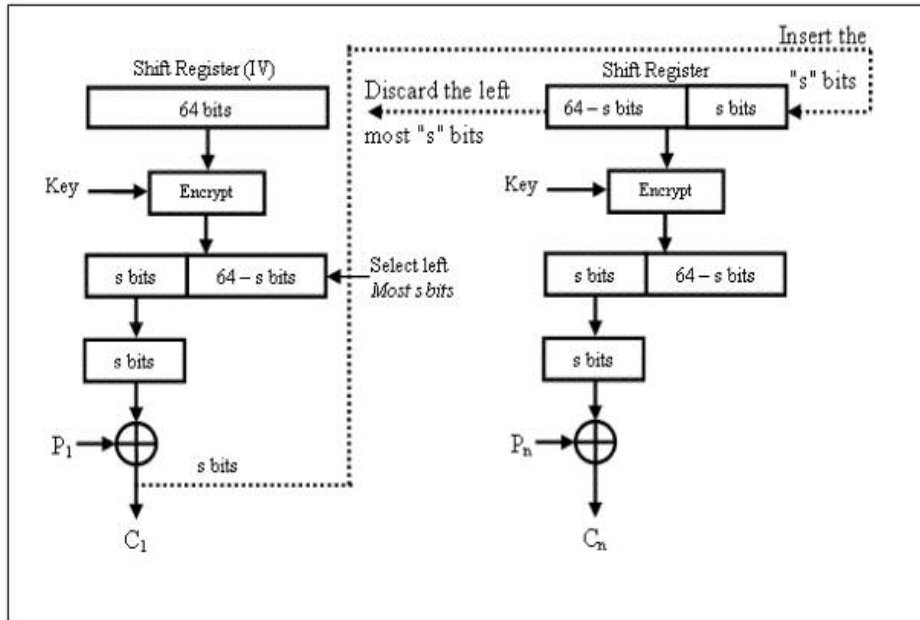 Insert the
"s" bits
Shift Register (IV)
64 bits
Key
Encrypt
s bits
64 – s bits
Select left
Most s bits
s bits
P1
s bits
C1
Discard the left
most "s" bits
Shift Register
64 – s bits
s bits
Key
Encrypt
s bits
64 – s bits
s bits
Pn
Cn